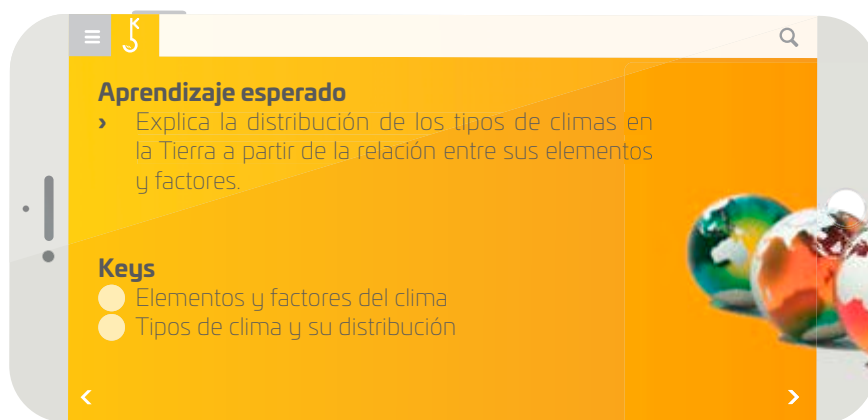 Aprendizaje esperado
› Explica la distribución de los tipos de climas en
la Tierra a partir de la relación entre sus elementos
y factores.
Keys
Elementos y factores del clima
Tipos de clima y su distribución